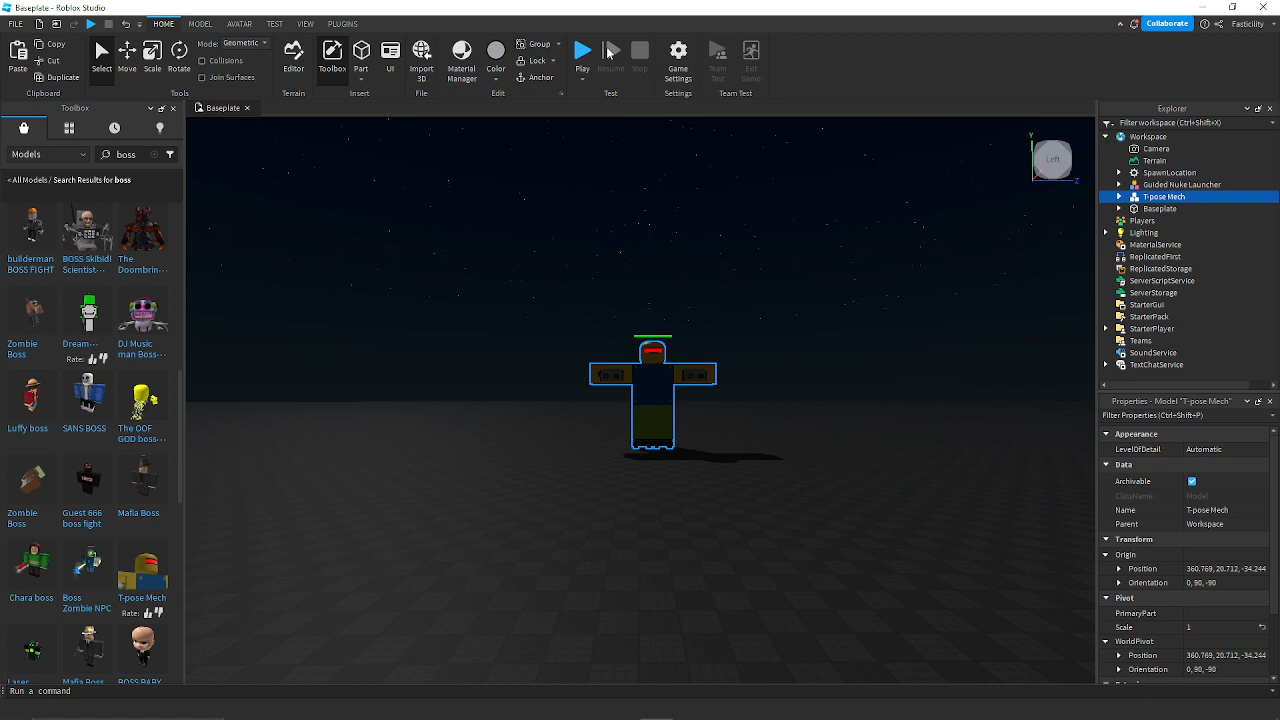 Baseplate - Roblox Studio
FILE
HOME
MODEL
AVATAR
TEST
VIEW
PLUGINS
Collaborate
Fasticility
Paste
Copy
Cut
Duplicate
Clipboard
Select
Move
Scale
Rotate
Mode: Geometric
Collisions
Join Surfaces
Tools
Editor
Terrain
Toolbox
Part
UI
Insert
Import
3D
File
Material
Manager
Color
Group
Lock
Anchor
Edit
Play
Resume
Stop
Test
Game
Settings
Settings
Team
Test
Exit
Game
Team Test
Toolbox
Models
boss
< All Models / Search Results for boss
builderman
BOSS FIGHT
BOSS Skibidi
Scientist...
The
Doombrin...
Zombie
Boss
Dream...
Rate:
DJ Music
man Boss...
Luffy boss
SANS BOSS
The OOF
GOD boss...
Zombie
Boss
Guest 666
boss fight
Mafia Boss
Chara boss
Boss
Zombie NPC
T-pose Mech
Rate:
Laser
Mafia Boss
BOSS BABY
Baseplate
Y
Left
Z
Explorer
Filter workspace (Ctrl+Shift+X)
Workspace
Camera
Terrain
SpawnLocation
Guided Nuke Launcher
T-pose Mech
Baseplate
Players
Lighting
MaterialService
ReplicatedFirst
ReplicatedStorage
ServerScriptService
ServerStorage
StarterGui
StarterPack
StarterPlayer
Teams
SoundService
TextChatService
Properties - Model "T-pose Mech"
Filter Properties (Ctrl+Shift+P)
Appearance
LevelOfDetail Automatic
Data
Archivable
ClassName Model
Name T-pose Mech
Parent Workspace
Transform
Origin
Position 360.769, 20.712, -34.244
Orientation 0, 90, -90
Pivot
PrimaryPart
Scale 1
WorldPivot
Position 360.769, 20.712, -34.244
Orientation 0, 90, -90
Run a command